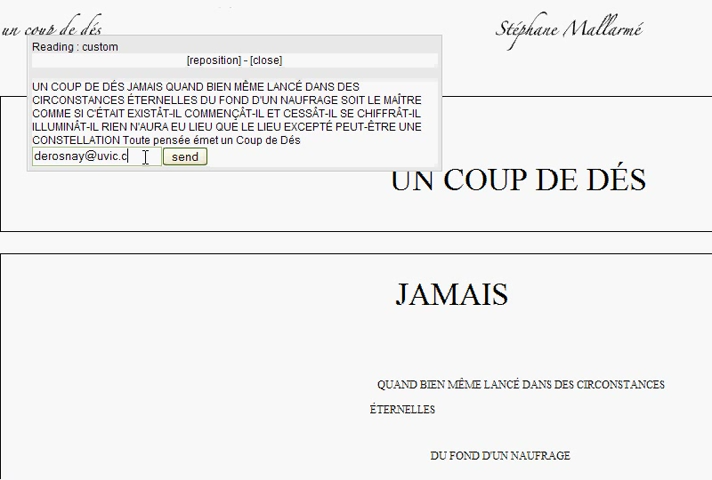 un coup de dés
Stéphane Mallarmé
Reading : custom
[reposition] - [close]
UN COUP DE DÉS JAMAIS QUAND BIEN MÊME LANCÉ DANS DES
CIRCONSTANCES ÉTERNELLES DU FOND D'UN NAUFRAGE SOIT LE MAÎTRE
COMME SI C'ÉTAIT EXISTÂT-IL COMMENÇÂT-IL ET CESSÂT-IL SE CHIFFRÂT-IL
ILLUMINÂT-IL RIEN N'AURA EU LIEU QUE LE LIEU EXCEPTÉ PEUT-ÊTRE UNE
CONSTELLATION Toute pensée émet un Coup de Dés
derosnay@uvic.c
send
UN COUP DE DÉS
JAMAIS
QUAND BIEN MÊME LANCÉ DANS DES CIRCONSTANCES
ÉTERNELLES
DU FOND D'UN NAUFRAGE